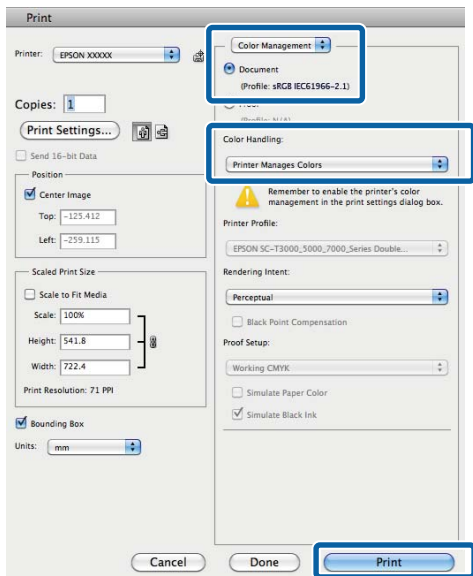 Print
Printer: EPSON XXXXX
Copies: 1
Print Settings...
Send 16-bit Data
Position
Center Image
Top: -125.412
Left: -259.115
Scaled Print Size
Scale to Fit Media
Scale: 100%
Height: 541.8
Width: 722.4
Print Resolution: 71 PPI
Bounding Box
Units: mm
Color Management
Document
(Profile: sRGB IEC61966-2.1)
Proof
(Profile: N/A)
Color Handling:
Printer Manages Colors
Remember to enable the printer's color
management in the print settings dialog box.
Printer Profile:
EPSON SC-T3000_5000_7000_Series Double...
Rendering Intent:
Perceptual
Black Point Compensation
Proof Setup:
Working CMYK
Simulate Paper Color
Simulate Black Ink
Cancel
Done
Print